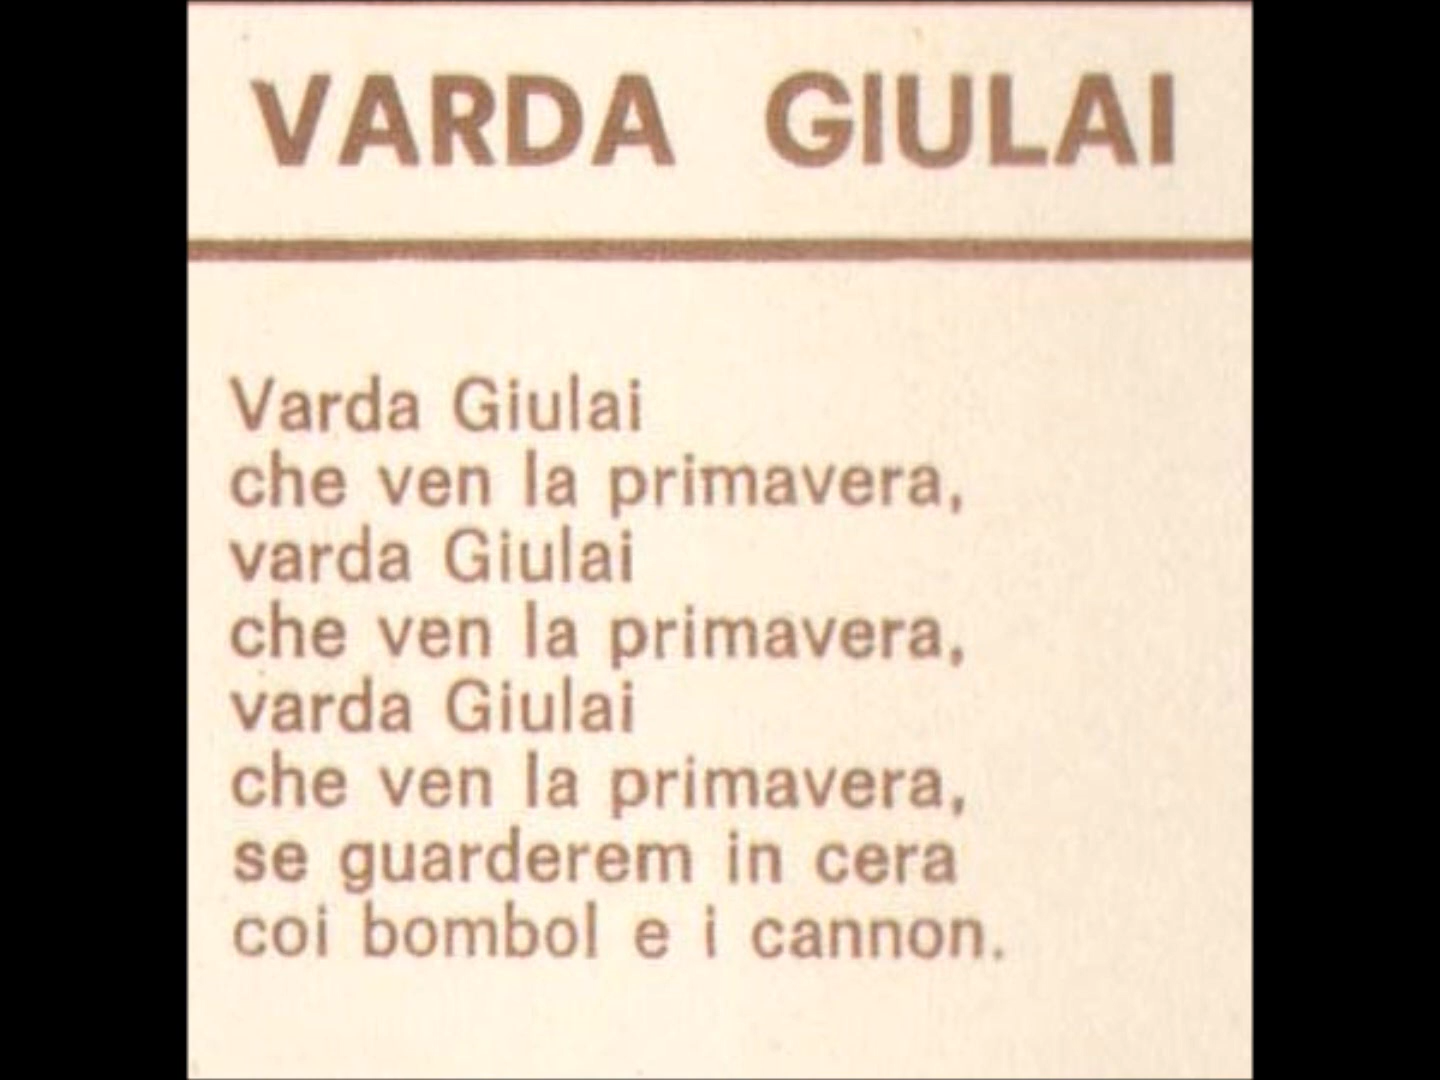 VARDA GIULAI
Varda Giulai
che ven la primavera,
varda Giulai
che ven la primavera,
varda Giulai
che ven la primavera,
se guarderem in cera
coi bombol e i cannon.